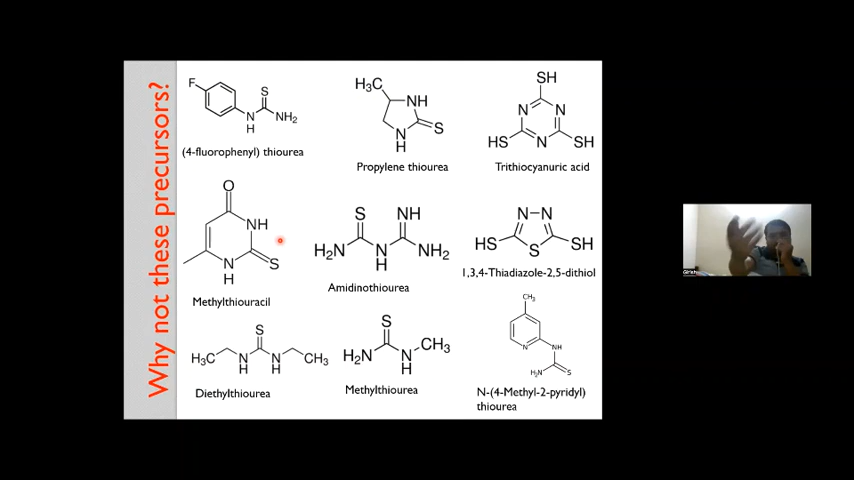 Why not these precursors?
F
S
N
H
NH₂
(4-fluorophenyl) thiourea
H₃C
NH
S
N
H
Propylene thiourea
SH
N
N
HS
N
SH
Trithiocyanuric acid
O
NH
N
H
S
Methylthiouracil
S
NH
H₂N
N
H
NH₂
Amidinothiourea
N
N
HS
S
SH
1,3,4-Thiadiazole-2,5-dithiol
S
H₃C
N
H
N
H
CH₃
Diethylthiourea
S
H₂N
N
H
CH₃
Methylthiourea
CH₃
N
NH
H₂N
S
N-(4-Methyl-2-pyridyl)
thiourea